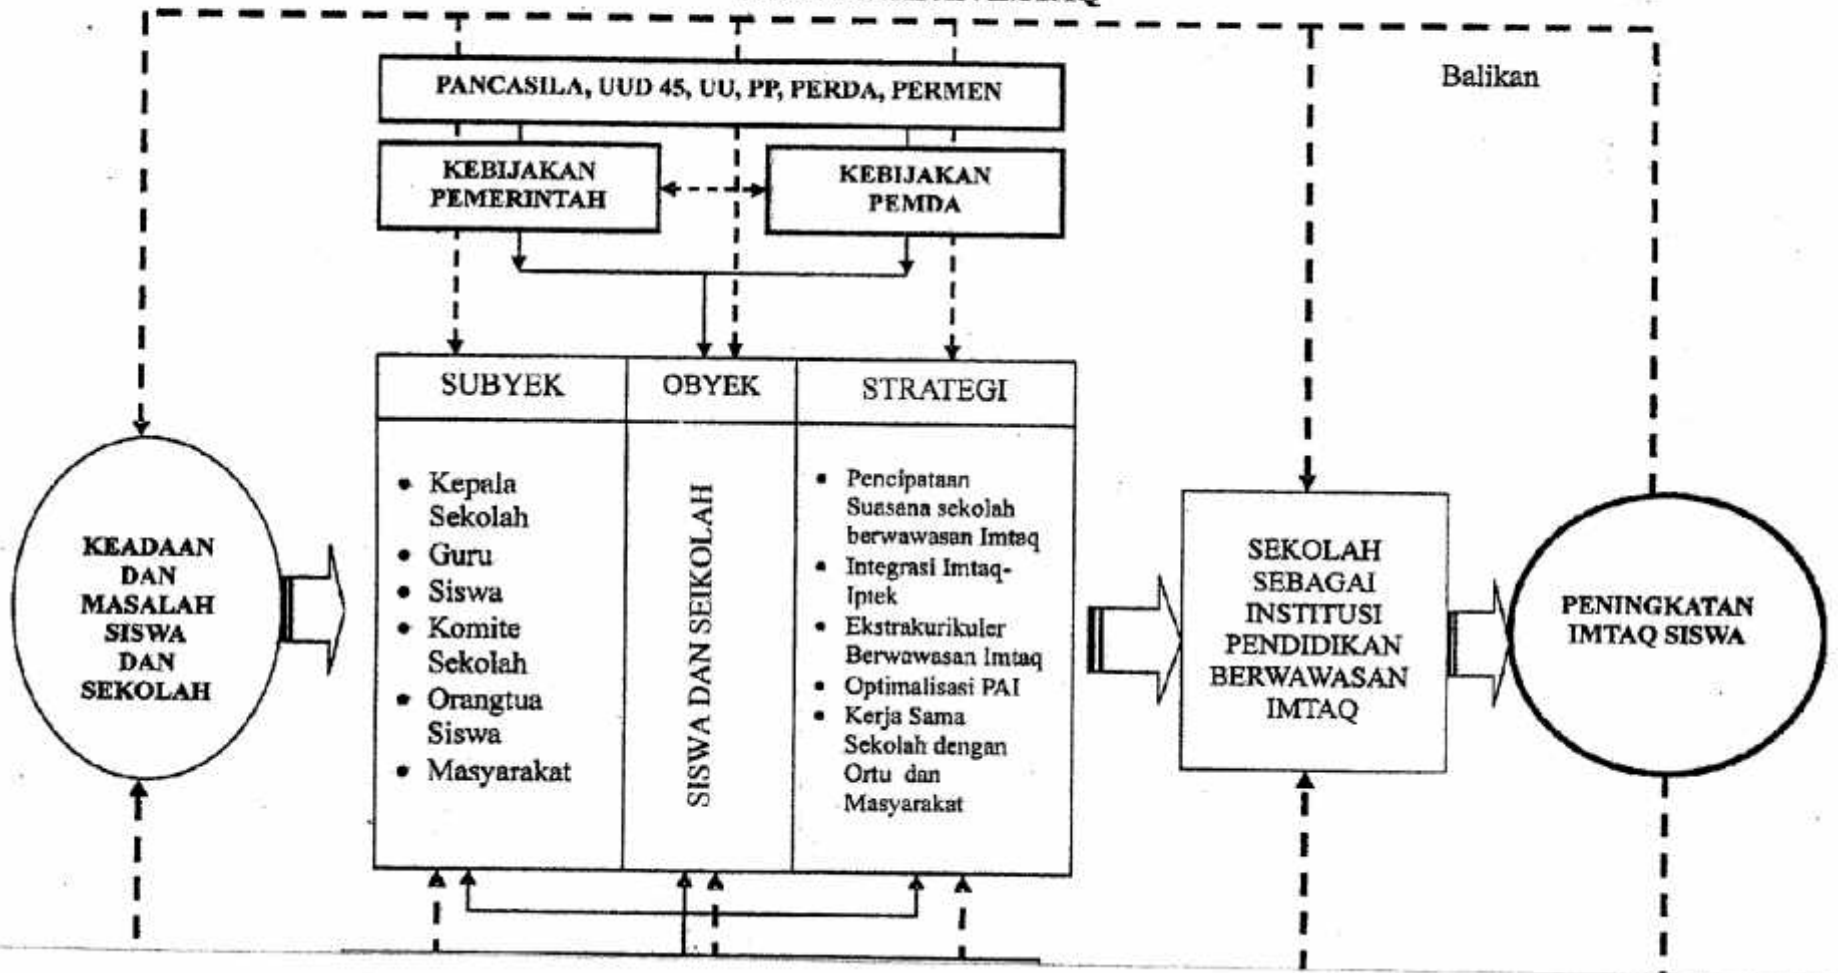 Balikan
PANCASILA, UUD 45, UU, PP, PERDA, PERMEN
KEBIJAKAN
PEMERINTAH
KEBIJAKAN
PEMDA
SUBYEK
OBYEK
STRATEGI
KEADAAN
DAN
MASALAH
SISWA
DAN
SEKOLAH
• Kepala
Sekolah
• Guru
• Siswa
• Komite
Sekolah
• Orangtua
Siswa
• Masyarakat
SISWA DAN SEIKOLAH
• Pencipataan
Suasana sekolah
berwawasan Imtaq
• Integrasi Imtaq-
Iptek
• Ekstrakurikuler
Berwawasan Imtaq
• Optimalisasi PAI
• Kerja Sama
Sekolah dengan
Ortu dan
Masyarakat
SEKOLAH
SEBAGAI
INSTITUSI
PENDIDIKAN
BERWAWASAN
IMTAQ
PENINGKATAN
IMTAQ SISWA